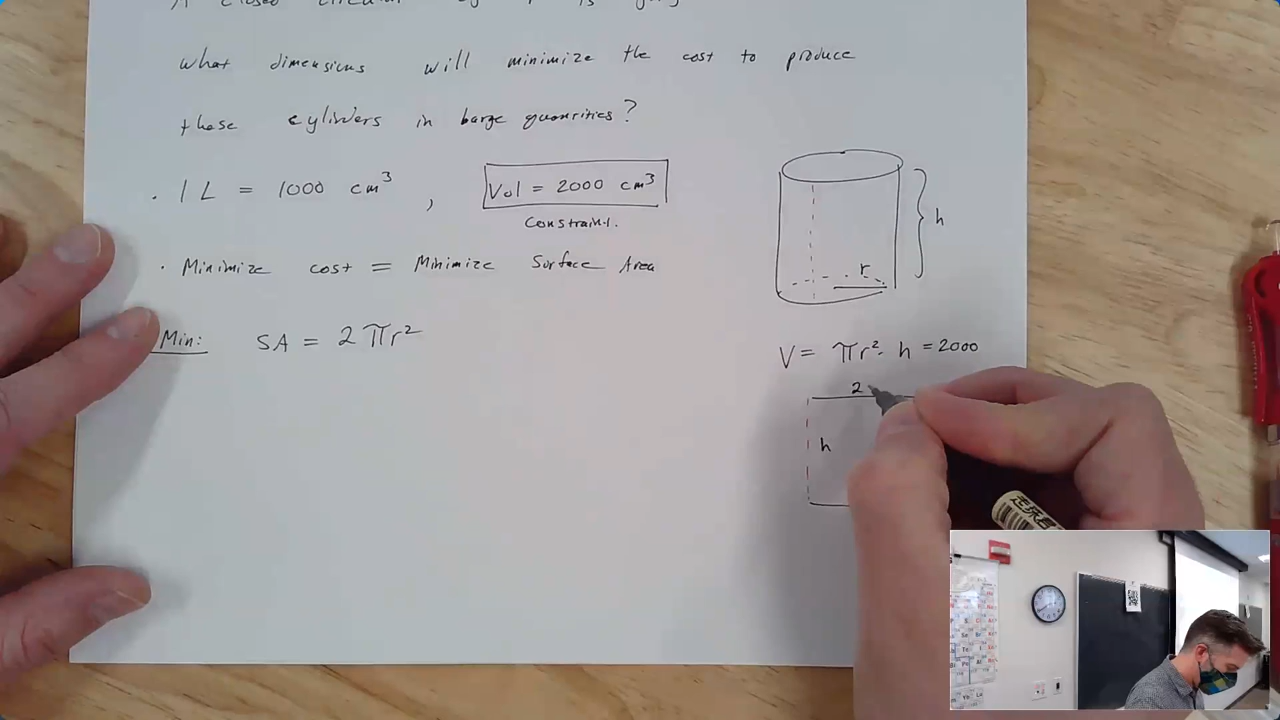 A closed
what dimensions will minimize the cost to produce
these cylinders in large quantities?
· 1 L = 1000 cm³ , Vol = 2000 cm³
Constraint.
· Minimize cost = Minimize Surface Area
Min: SA = 2πr²
h
r
V = πr² · h = 2000
2
h